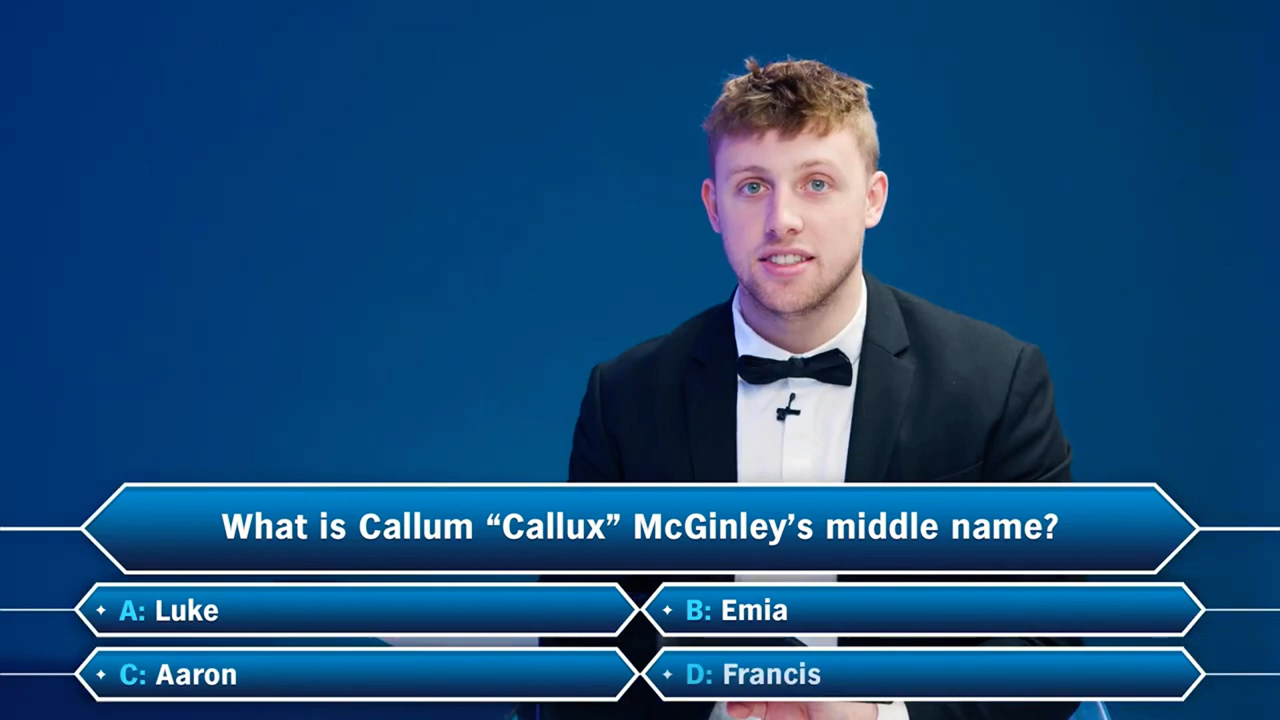 What is Callum “Callux” McGinley’s middle name?
A: Luke
B: Emia
C: Aaron
D: Francis